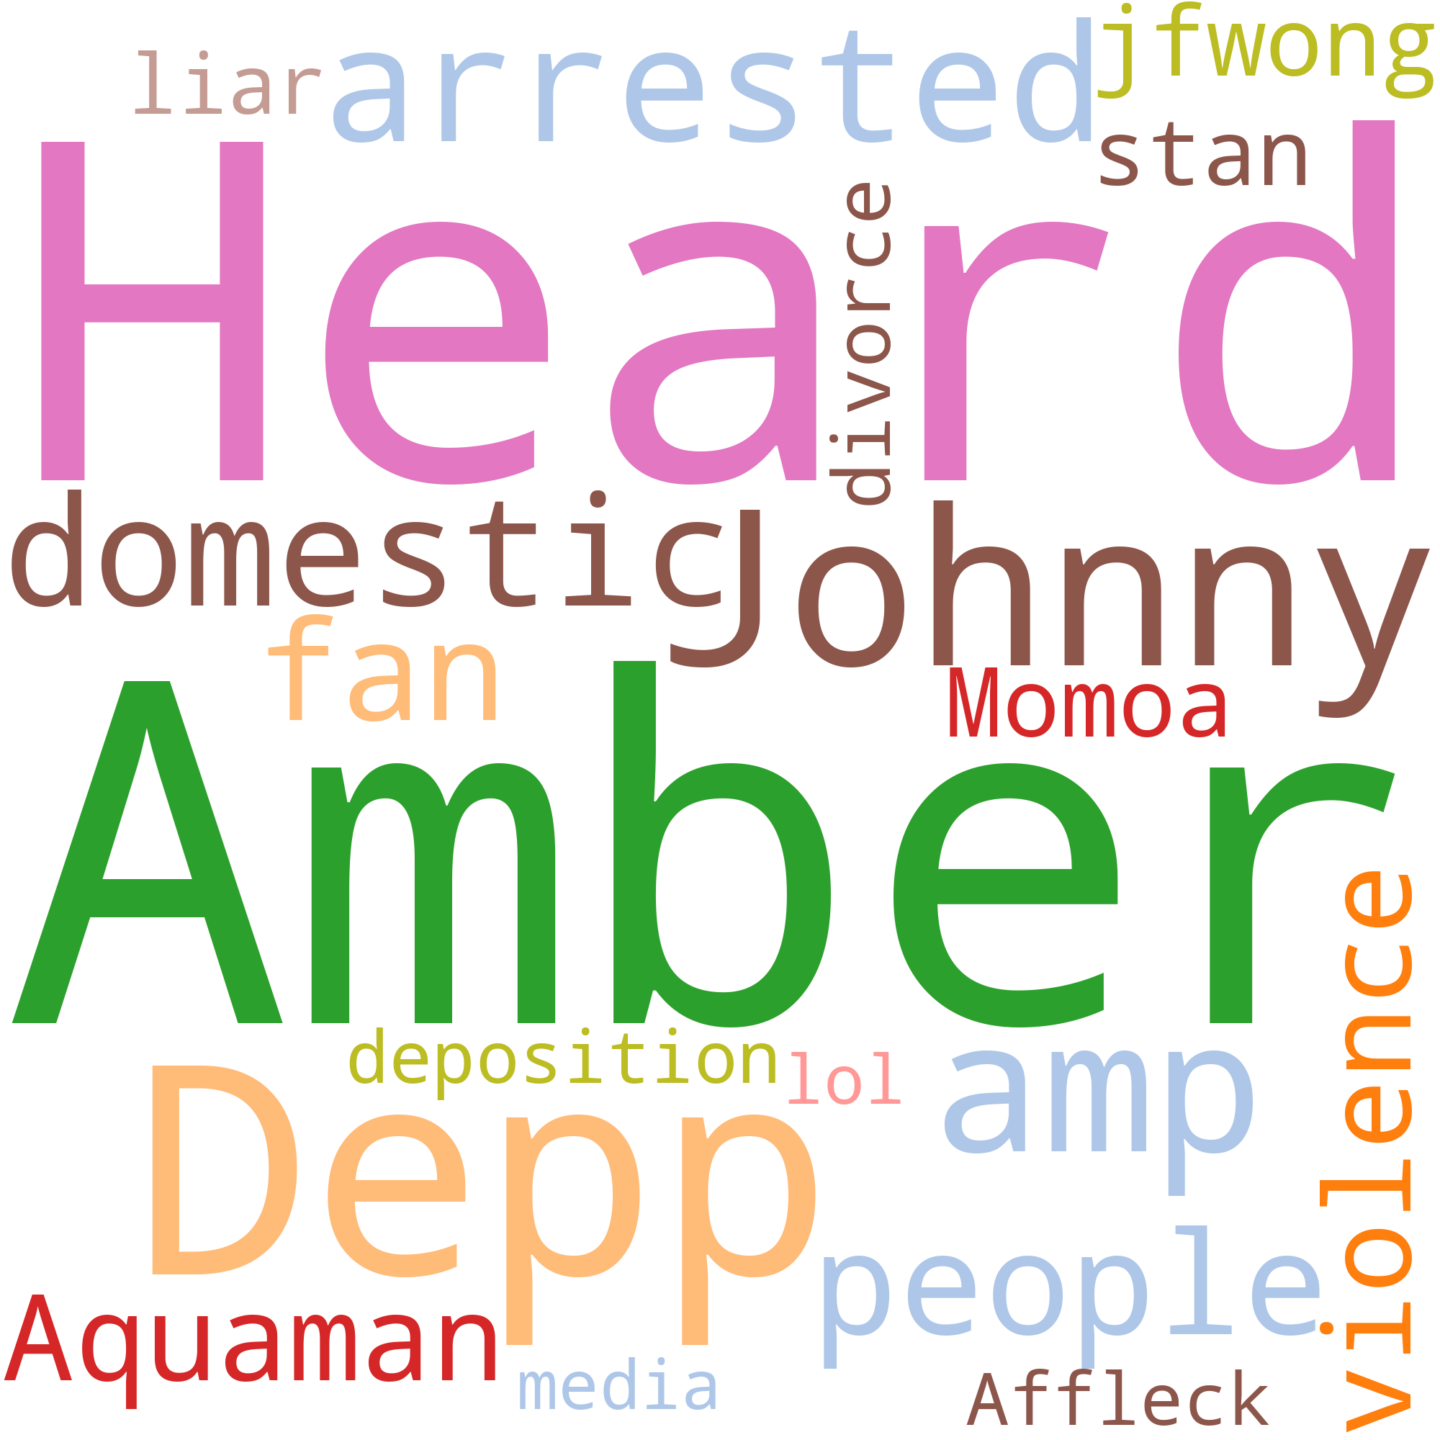 liar
arrested
jfwong
stan
Heard
divorce
domestic
Johnny
fan
Momoa
Amber
violence
deposition
lol
amp
Depp
people
Aquaman
media
Affleck